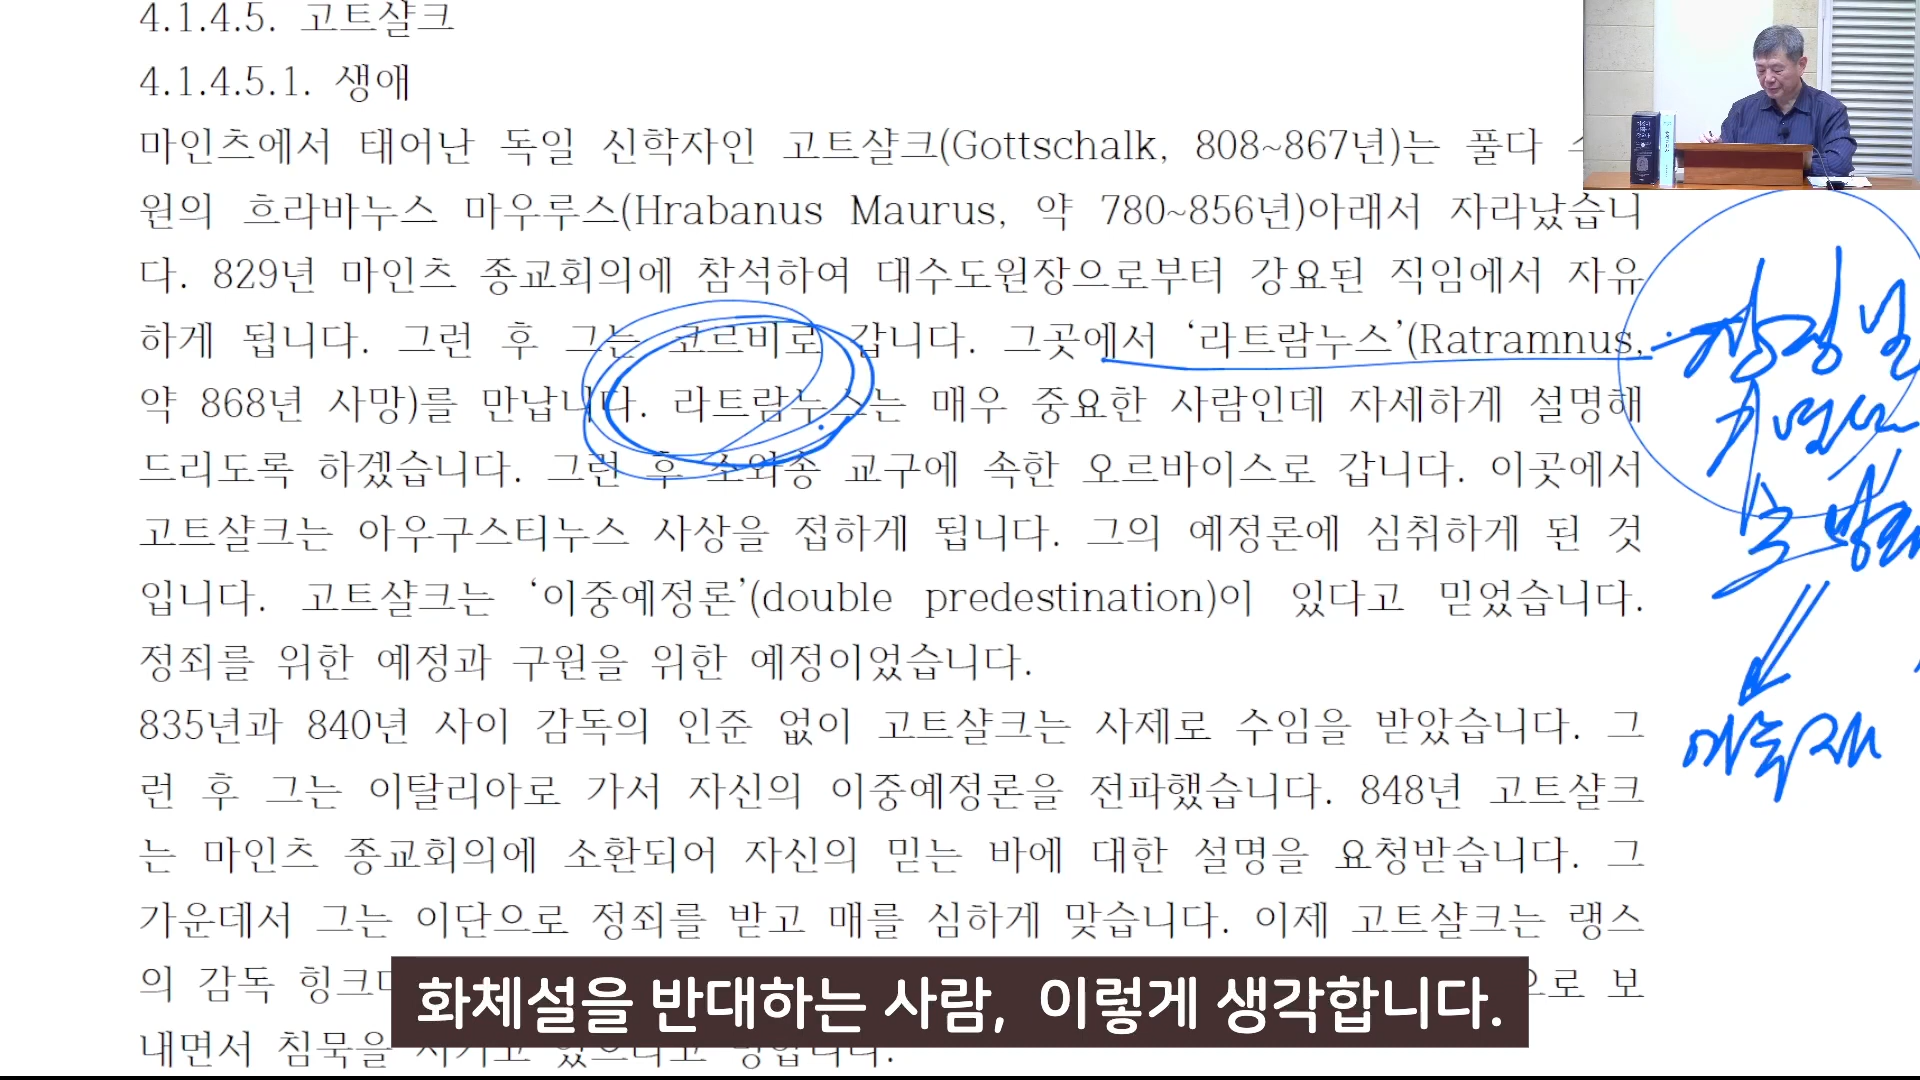 4.1.4.5. 고트샬크
4.1.4.5.1. 생애
마인츠에서 태어난 독일 신학자인 고트샬크(Gottschalk, 808~867년)는 풀다
원의 흐라바누스 마우루스(Hrabanus Maurus, 약 780~856년)아래서 자라났습니
다. 829년 마인츠 종교회의에 참석하여 대수도원장으로부터 강요된 직임에서 자유
하게 됩니다. 그런 후 그는 코르비로 갑니다. 그곳에서 ‘라트람누스’(Ratramnus,
약 868년 사망)를 만납니다. 라트람누스는 매우 중요한 사람인데 자세하게 설명해
드리도록 하겠습니다. 그런 후 소와송 교구에 속한 오르바이스로 갑니다. 이곳에서
고트샬크는 아우구스티누스 사상을 접하게 됩니다. 그의 예정론에 심취하게 된 것
입니다. 고트샬크는 ‘이중예정론’(double predestination)이 있다고 믿었습니다.
정죄를 위한 예정과 구원을 위한 예정이었습니다.
835년과 840년 사이 감독의 인준 없이 고트샬크는 사제로 수임을 받았습니다. 그
런 후 그는 이탈리아로 가서 자신의 이중예정론을 전파했습니다. 848년 고트샬크
는 마인츠 종교회의에 소환되어 자신의 믿는 바에 대한 설명을 요청받습니다. 그
가운데서 그는 이단으로 정죄를 받고 매를 심하게 맞습니다. 이제 고트샬크는 랭스
의 감독 보
내면서 침묵을
화체설을 반대하는 사람, 이렇게 생각합니다.